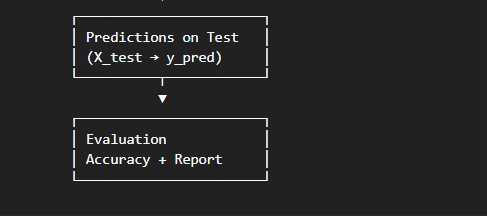 Predictions on Test
(X_test → y_pred)
▼
Evaluation
Accuracy + Report